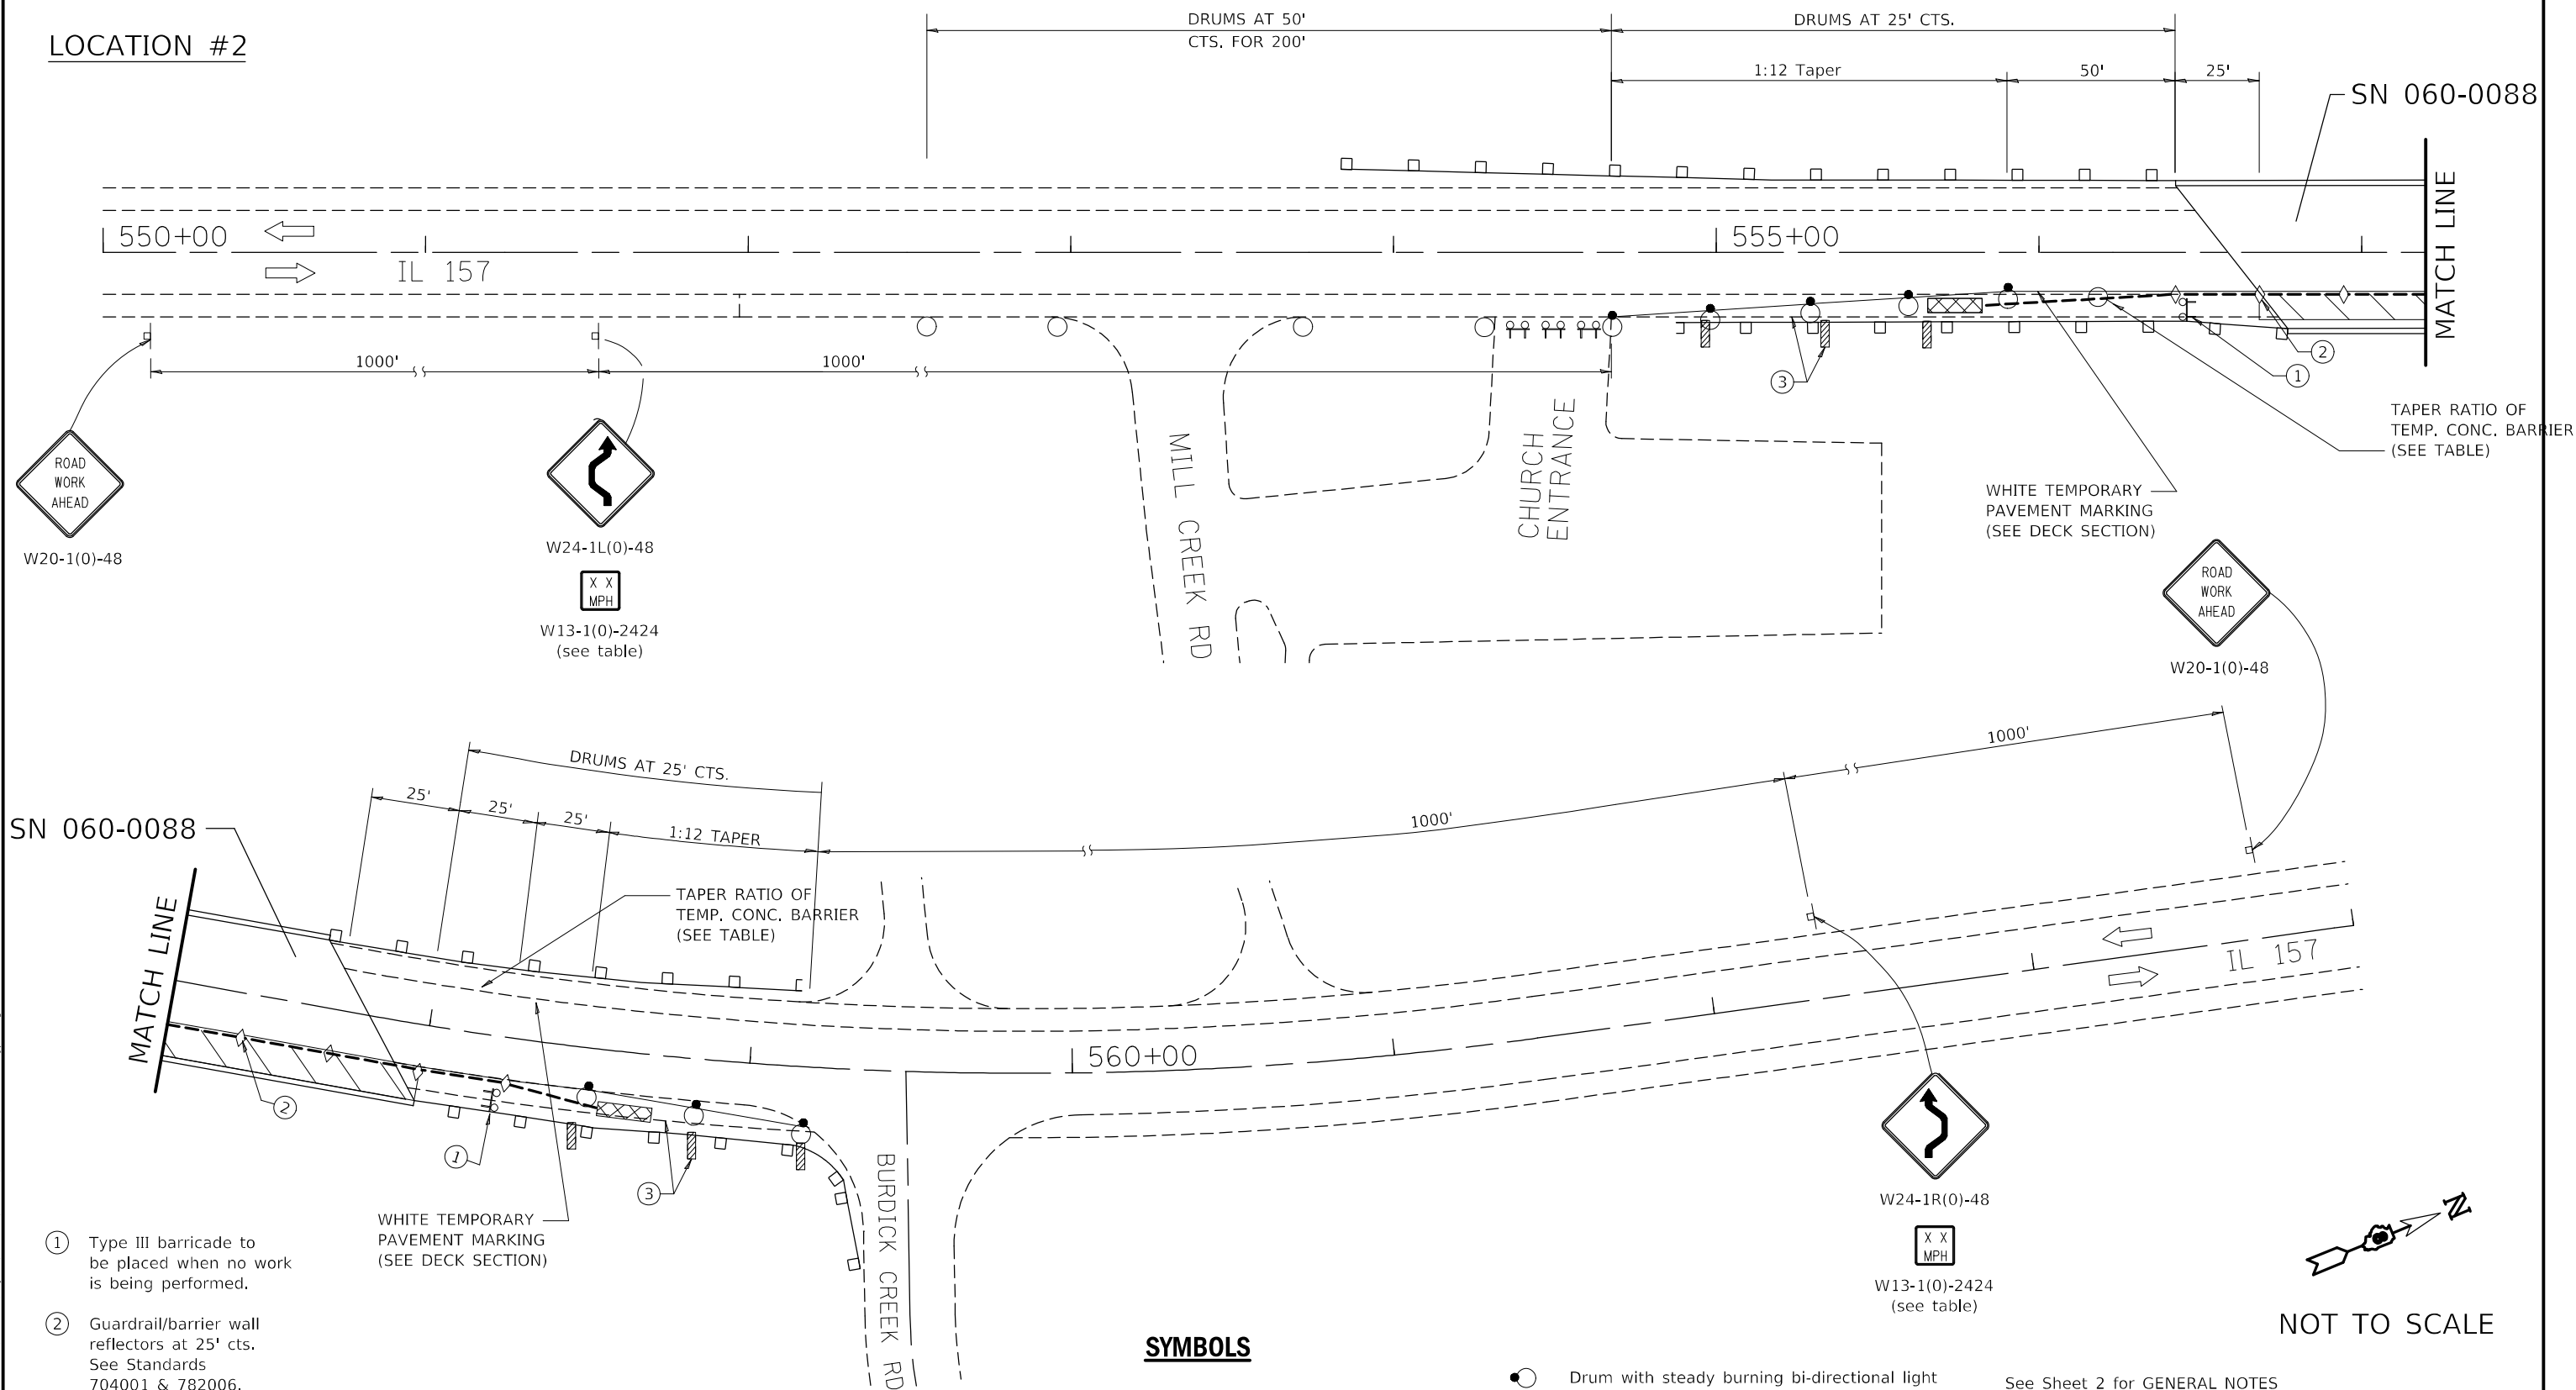 LOCATION #2
DRUMS AT 50'
CTS. FOR 200'
DRUMS AT 25' CTS.
1:12 Taper
50'
25'
SN 060-0088
MATCH LINE
550+00
555+00
IL 157
1000'
1000'
3
2
1
TAPER RATIO OF
TEMP. CONC. BARRIER
(SEE TABLE)
WHITE TEMPORARY
PAVEMENT MARKING
(SEE DECK SECTION)
MILL CREEK RD
CHURCH
ENTRANCE
ROAD
WORK
AHEAD
W20-1(0)-48
W24-1L(0)-48
X X
MPH
W13-1(0)-2424
(see table)
ROAD
WORK
AHEAD
W20-1(0)-48
DRUMS AT 25' CTS.
25'
25'
25'
1:12 TAPER
1000'
1000'
SN 060-0088
MATCH LINE
TAPER RATIO OF
TEMP. CONC. BARRIER
(SEE TABLE)
IL 157
560+00
2
1
3
WHITE TEMPORARY
PAVEMENT MARKING
(SEE DECK SECTION)
BURDICK CREEK RD
W24-1R(0)-48
X X
MPH
W13-1(0)-2424
(see table)
N
NOT TO SCALE
1 Type III barricade to
be placed when no work
is being performed.
2 Guardrail/barrier wall
reflectors at 25' cts.
See Standards
704001 & 782006.
SYMBOLS
Drum with steady burning bi-directional light
See Sheet 2 for GENERAL NOTES